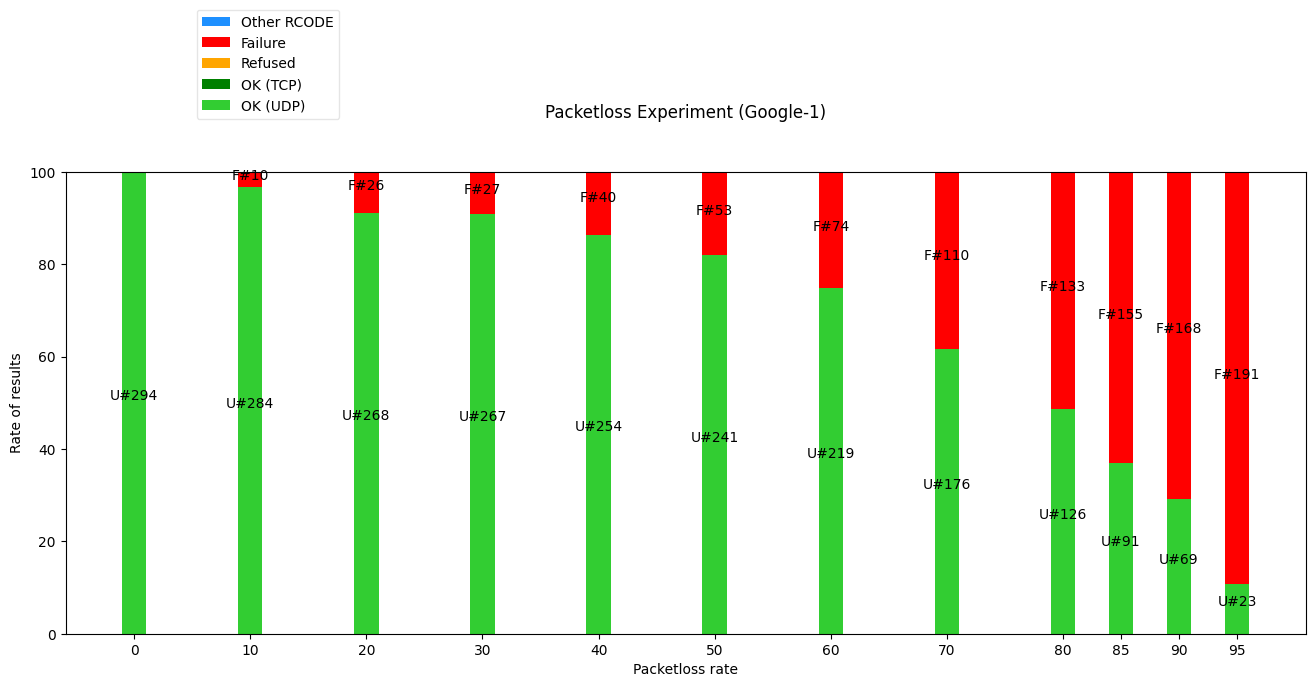 Other RCODE
Failure
Refused
OK (TCP)
OK (UDP)
Packetloss Experiment (Google-1)
Rate of results
100
80
60
40
20
0
F#10
F#26
F#27
F#40
F#53
F#74
F#110
F#133
F#155
F#168
F#191
U#294
U#284
U#268
U#267
U#254
U#241
U#219
U#176
U#126
U#91
U#69
U#23
0 10 20 30 40 50 60 70 80 85 90 95
Packetloss rate